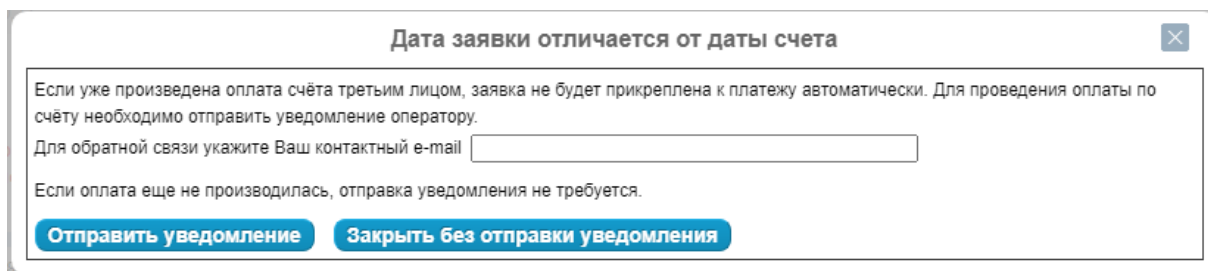 Дата заявки отличается от даты счета
Если уже произведена оплата счёта третьим лицом, заявка не будет прикреплена к платежу автоматически. Для проведения оплаты по
счёту необходимо отправить уведомление оператору.
Для обратной связи укажите Ваш контактный e-mail
Если оплата еще не производилась, отправка уведомления не требуется.
Отправить уведомление Закрыть без отправки уведомления